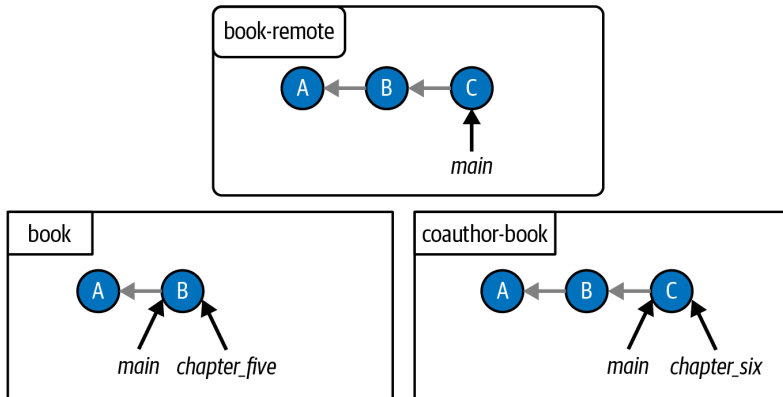 book-remote
A B C
main
book
A B
main chapter_five
coauthor-book
A B C
main chapter_six